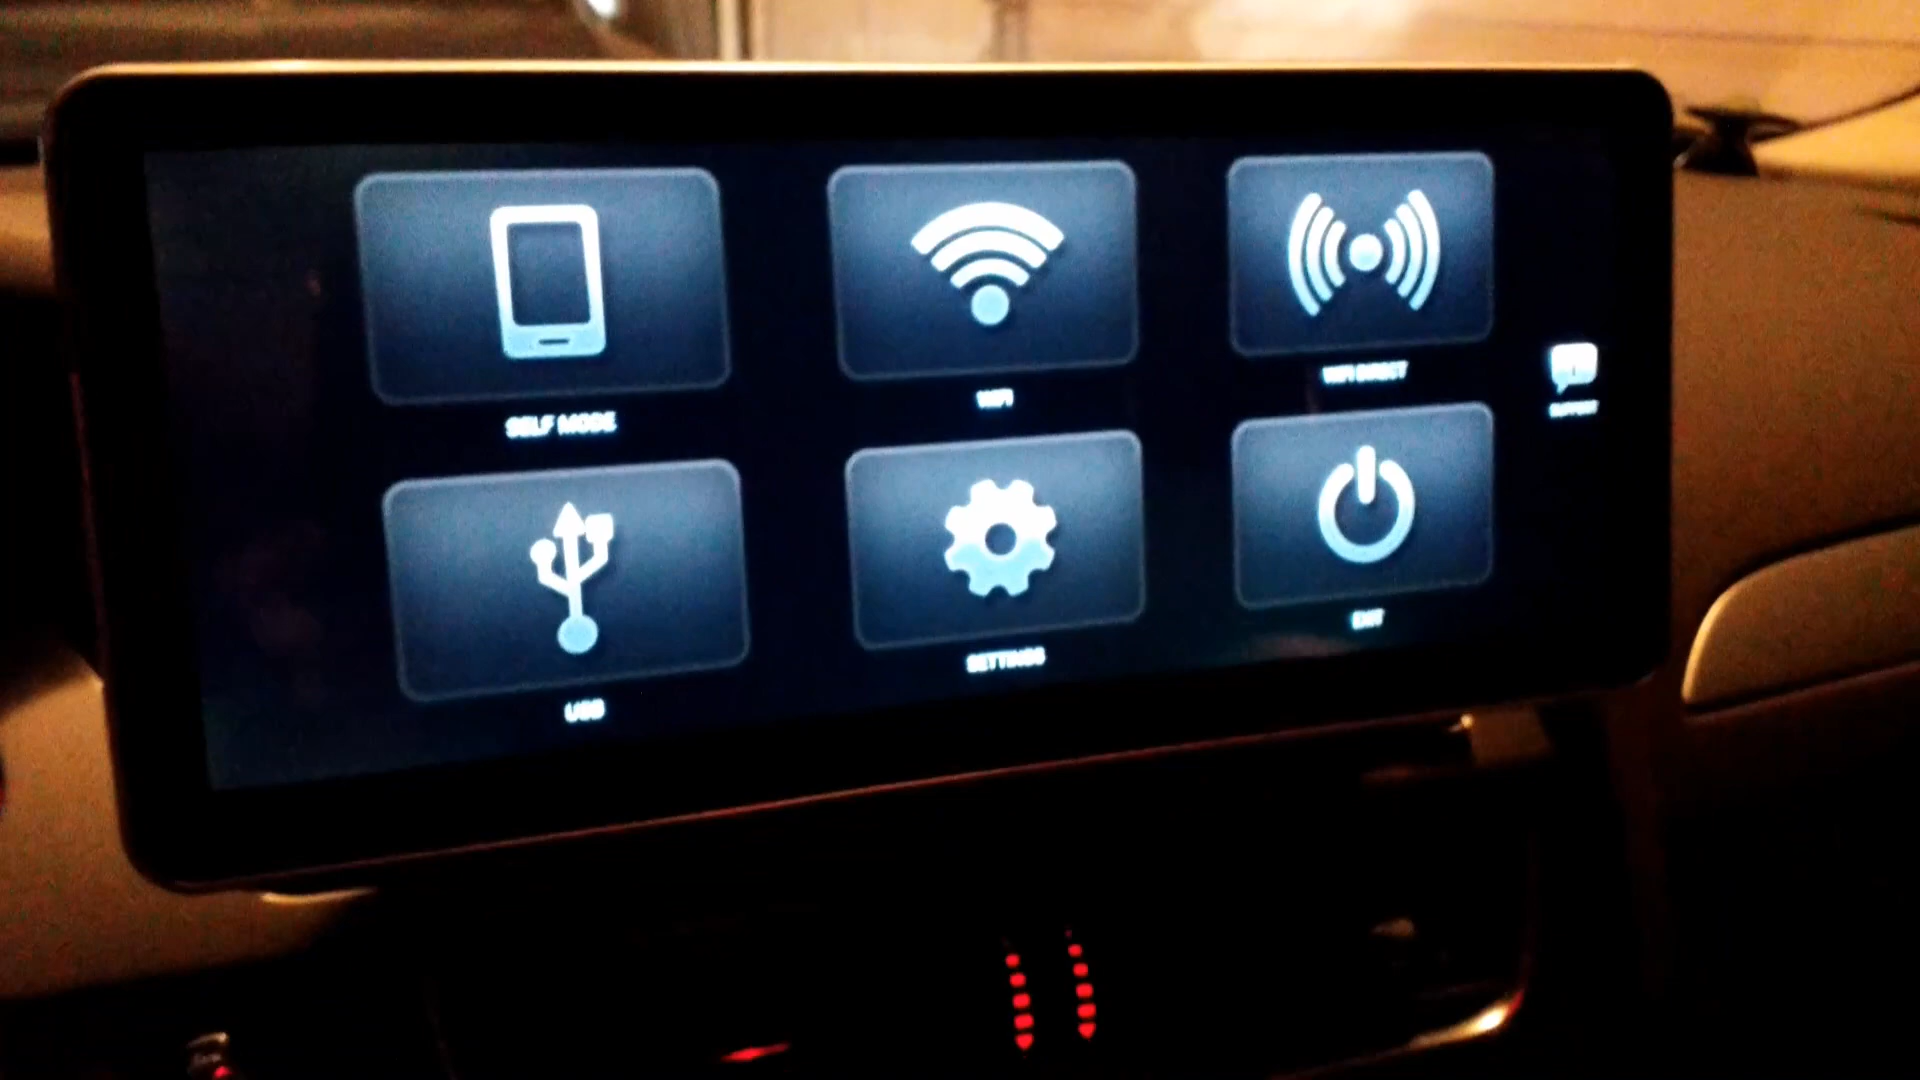 SELF MODE
WIFI
WIFI DIRECT
SUPPORT
USB
SETTINGS
EXIT